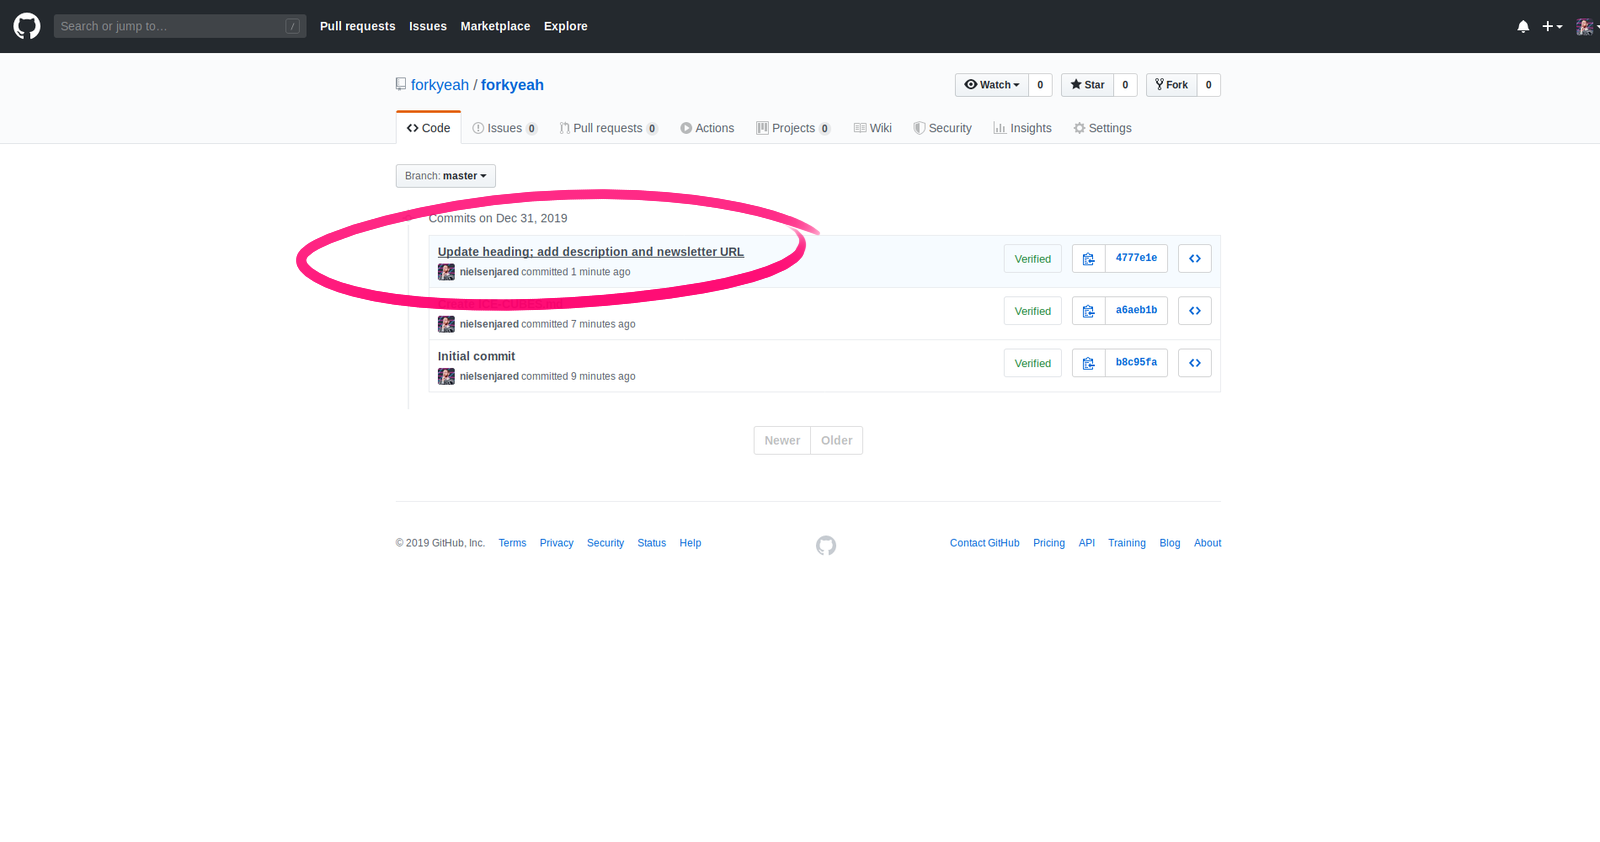 Search or jump to… /
Pull requests Issues Marketplace Explore
forkyeah / forkyeah
Watch 0 Star 0 Fork 0
Code Issues 0 Pull requests 0 Actions Projects 0 Wiki Security Insights Settings
Branch: master
Commits on Dec 31, 2019
Update heading; add description and newsletter URL
Verified 4777e1e
nielsenjared committed 1 minute ago
Verified a6aeb1b
nielsenjared committed 7 minutes ago
Initial commit
Verified b8c95fa
nielsenjared committed 9 minutes ago
Newer Older
© 2019 GitHub, Inc. Terms Privacy Security Status Help
Contact GitHub Pricing API Training Blog About